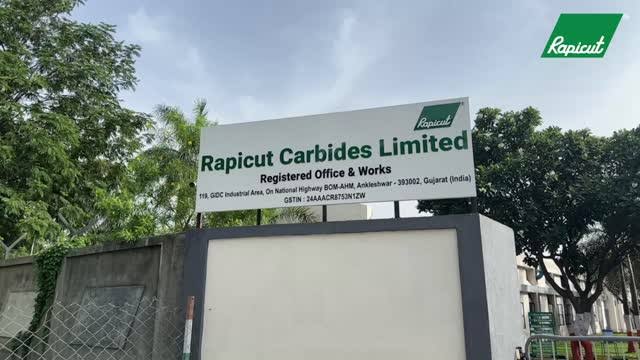 Rapicut
Rapicut
Rapicut Carbides Limited
Registered Office & Works
119, GIDC Industrial Area, On National Highway BOM-AHM, Ankleshwar - 393002, Gujarat (India)
GSTIN : 24AAACR8753N1ZW